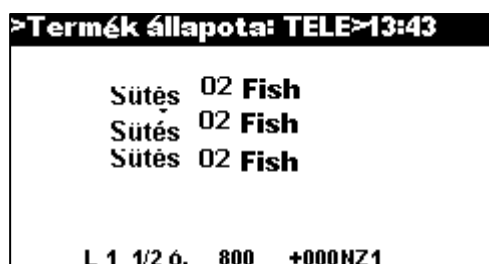 >Termék állapota: TELE>13:43
Sütés 02 Fish
Sütés 02 Fish
Sütés 02 Fish
L 1 1/2 ó. 800 +000NZ1